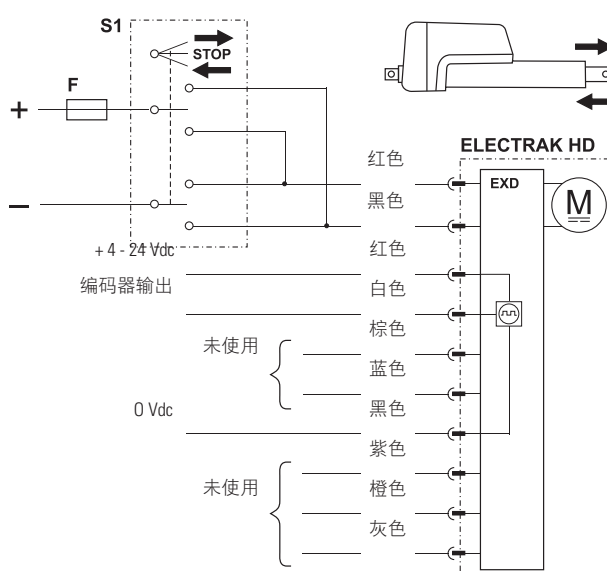 S1
STOP
F
+
–
ELECTRAK HD
红色
EXD
黑色
M
红色
+ 4 - 24 Vdc
编码器输出
白色
棕色
未使用
蓝色
黑色
0 Vdc
紫色
未使用
橙色
灰色